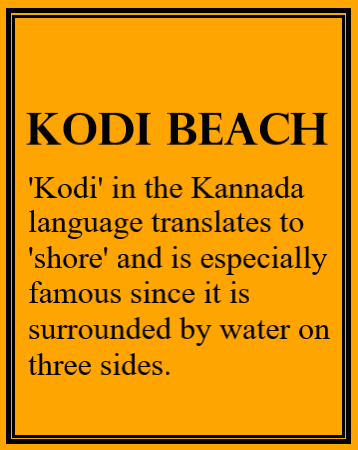 KODI BEACH
'Kodi' in the Kannada
language translates to
'shore' and is especially
famous since it is
surrounded by water on
three sides.